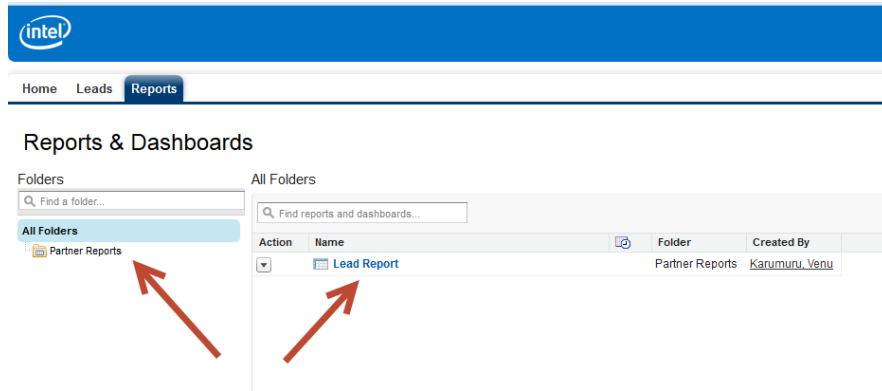 intel
Home Leads Reports
Reports & Dashboards
Folders
Find a folder...
All Folders
Partner Reports
All Folders
Find reports and dashboards...
Action Name Folder Created By
Lead Report Partner Reports Karumuru, Venu